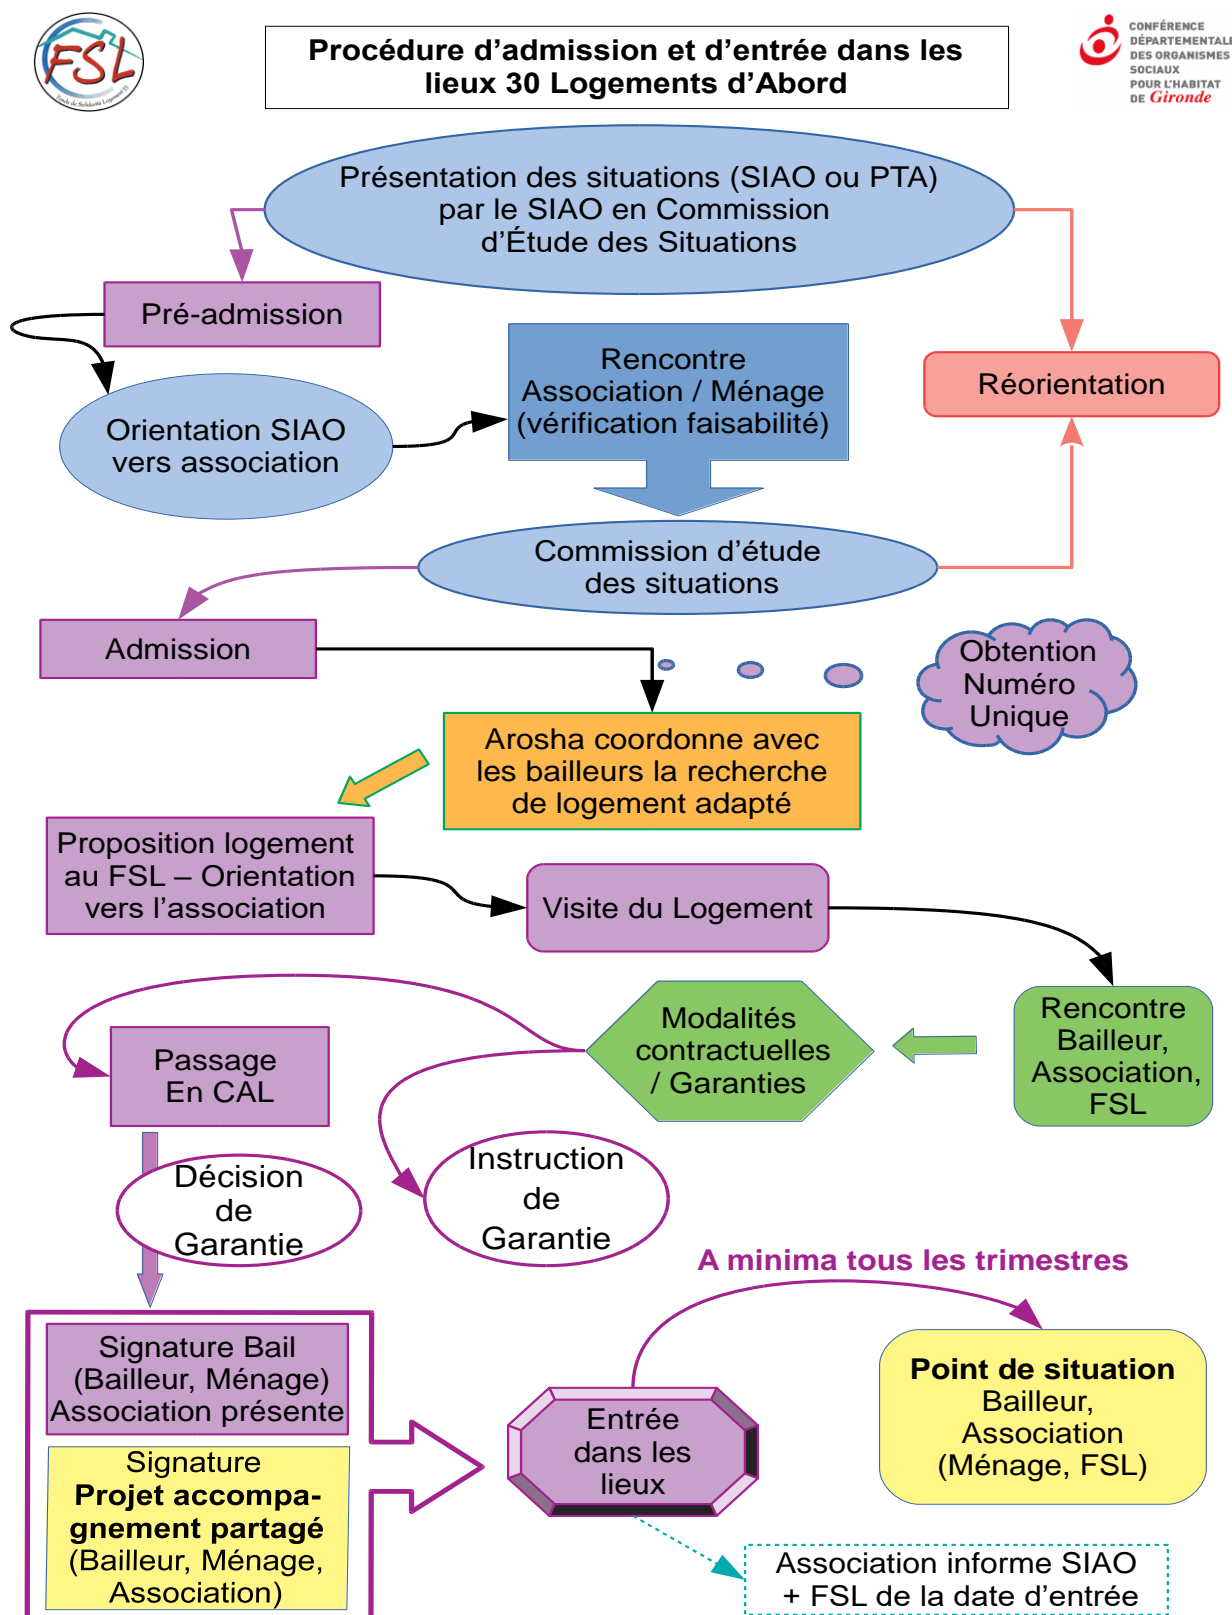 FSL
Fonds de Solidarité Logement 33
Procédure d’admission et d’entrée dans les
lieux 30 Logements d’Abord
CONFÉRENCE
DÉPARTEMENTALE
DES ORGANISMES
SOCIAUX
POUR L'HABITAT
DE Gironde
Présentation des situations (SIAO ou PTA)
par le SIAO en Commission
d’Étude des Situations
Pré-admission
Rencontre
Association / Ménage
(vérification faisabilité)
Réorientation
Orientation SIAO
vers association
Commission d’étude
des situations
Admission
Obtention
Numéro
Unique
Arosha coordonne avec
les bailleurs la recherche
de logement adapté
Proposition logement
au FSL – Orientation
vers l’association
Visite du Logement
Rencontre
Bailleur,
Association,
FSL
Modalités
contractuelles
/ Garanties
Passage
En CAL
Décision
de
Garantie
Instruction
de
Garantie
A minima tous les trimestres
Signature Bail
(Bailleur, Ménage)
Association présente
Signature
Projet accompa-
gnement partagé
(Bailleur, Ménage,
Association)
Entrée
dans les
lieux
Point de situation
Bailleur,
Association
(Ménage, FSL)
Association informe SIAO
+ FSL de la date d’entrée